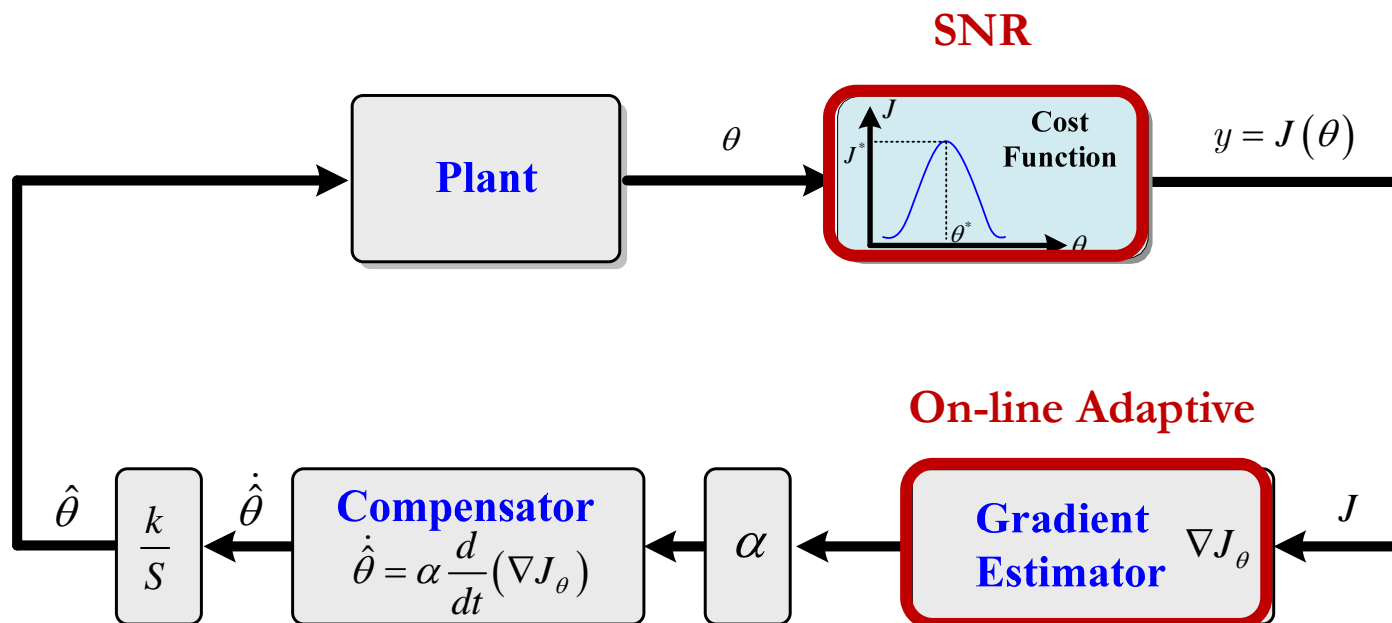 SNR
Plant
θ
J
J*
θ*
θ
Cost
Function
y = J(θ)
On-line Adaptive
θ̂
k
S
θ̂̇
Compensator
θ̂̇ = α d/dt (∇J_θ)
α
Gradient
Estimator
∇J_θ
J